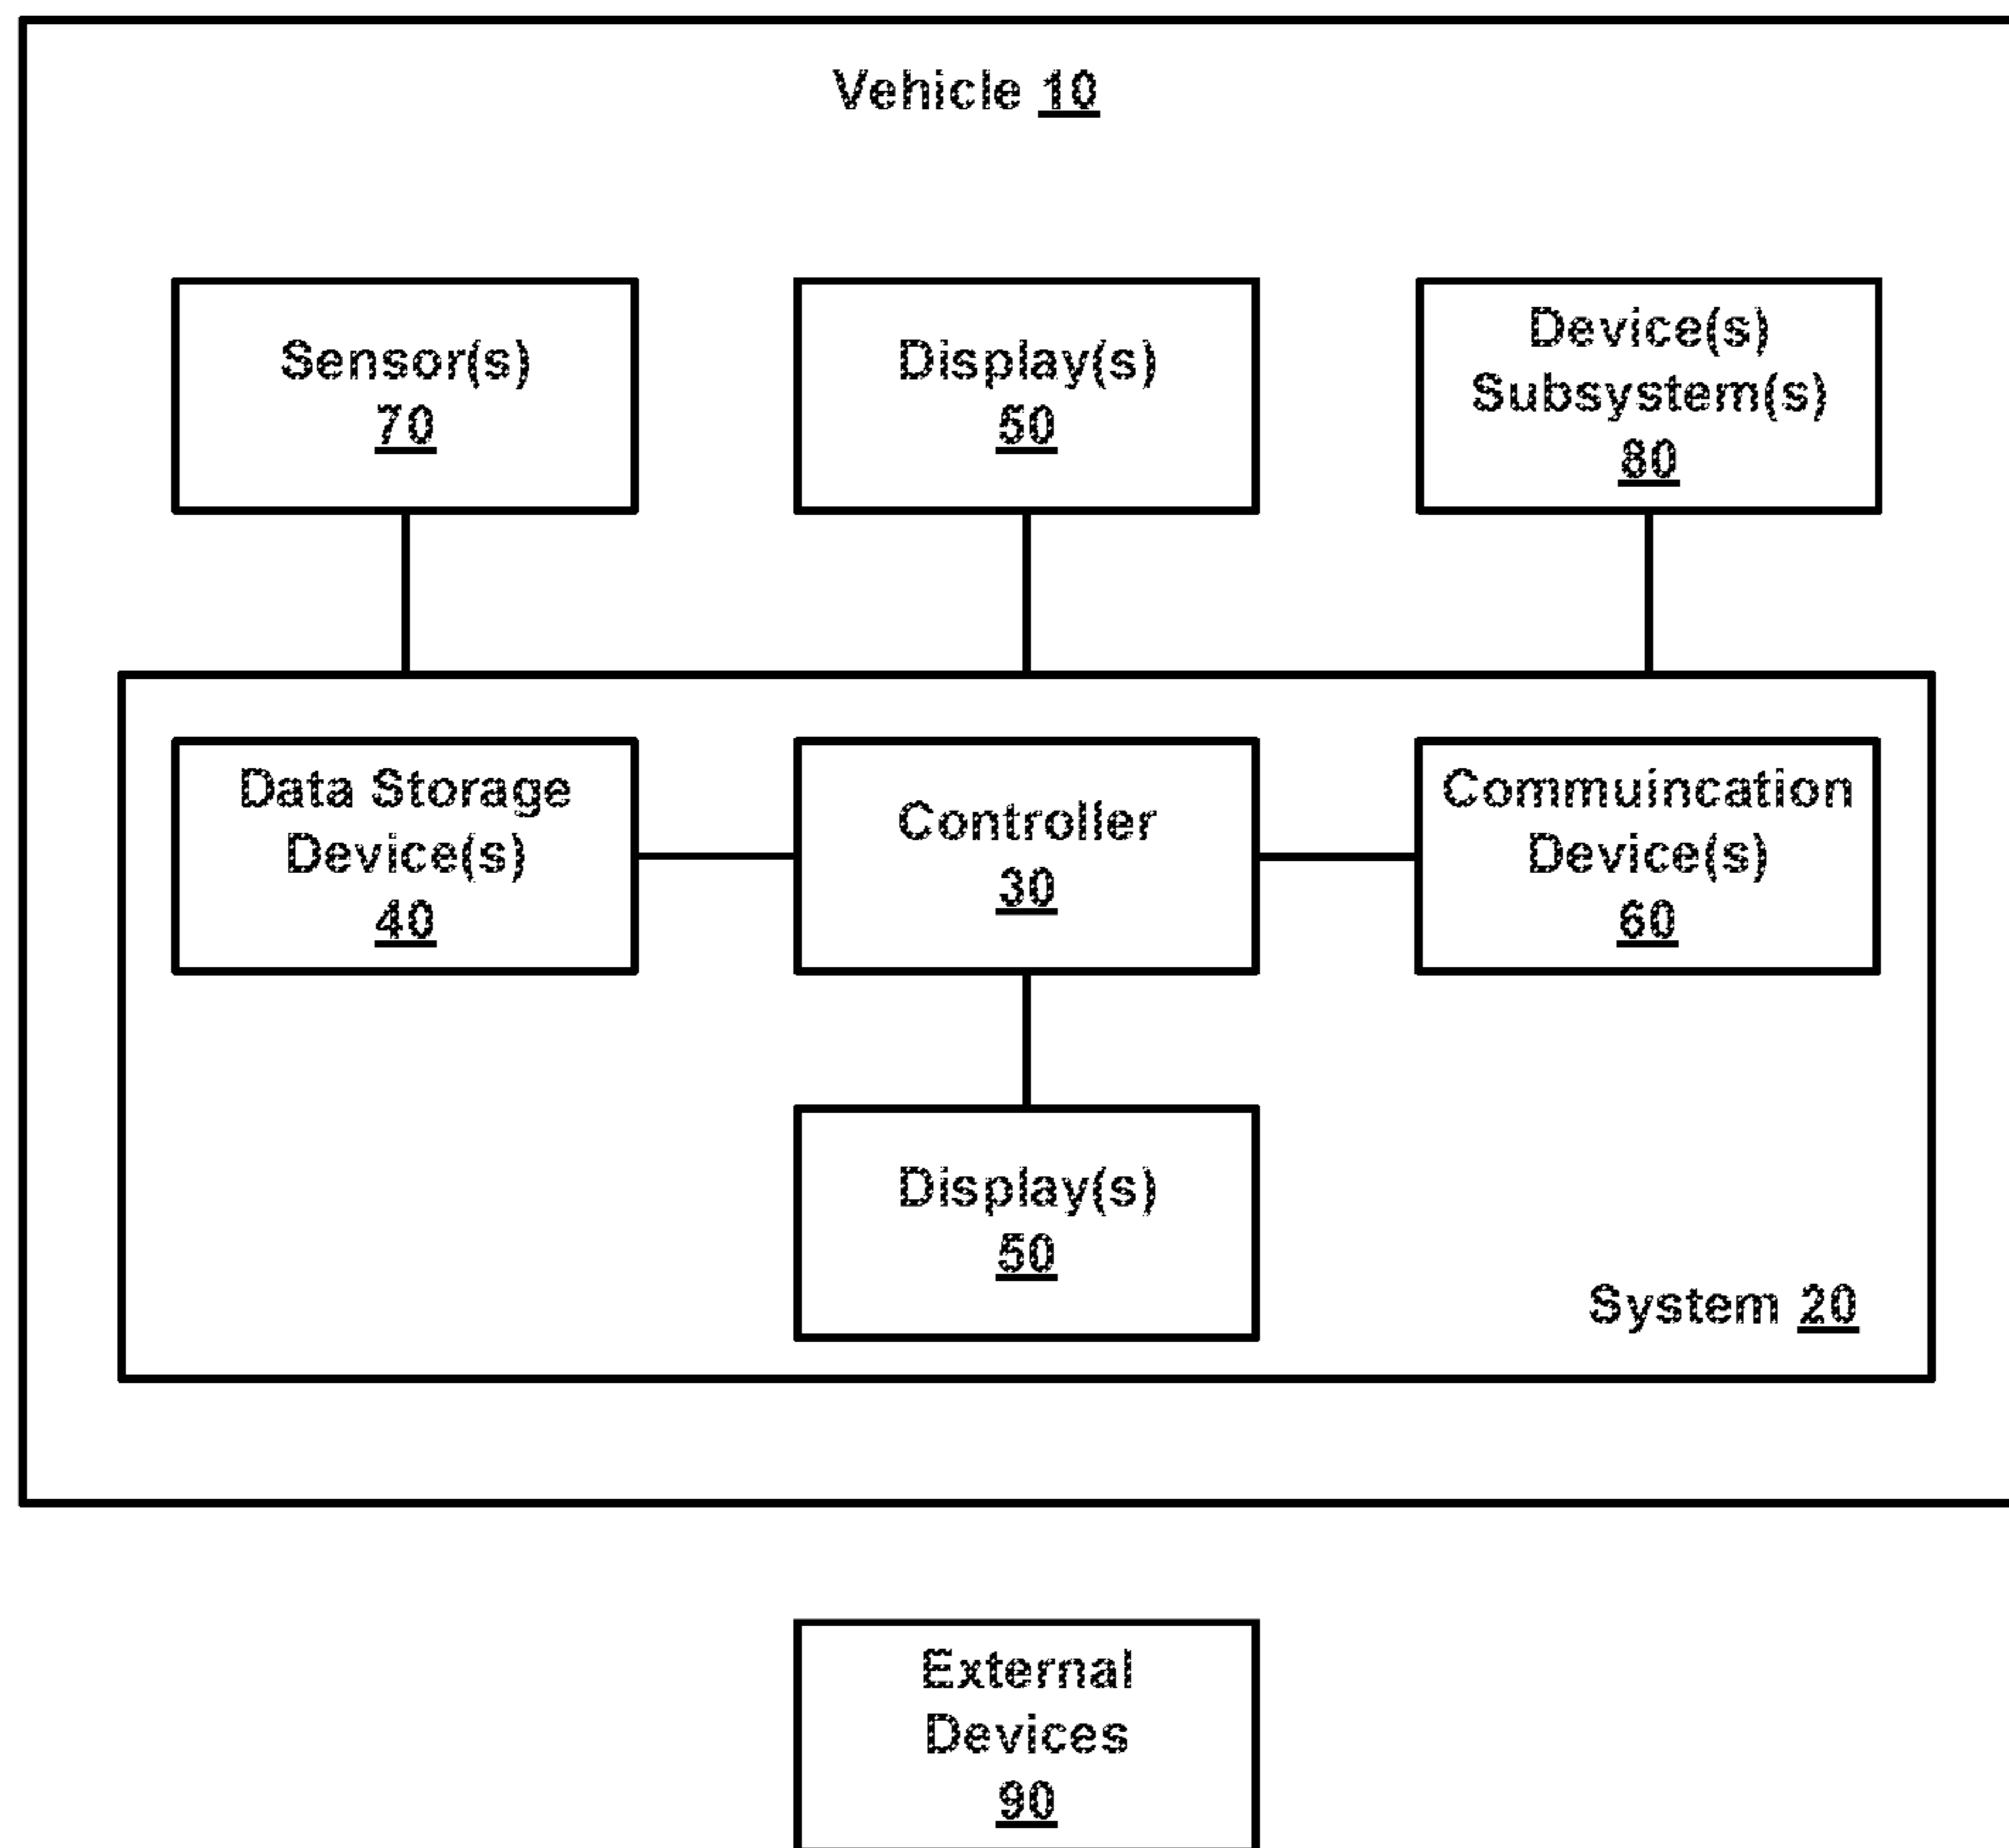 Vehicle 10
Sensor(s)
70
Display(s)
50
Device(s)
Subsystem(s)
80
Data Storage
Device(s)
40
Controller
30
Commuincation
Device(s)
60
Display(s)
50
System 20
External
Devices
90